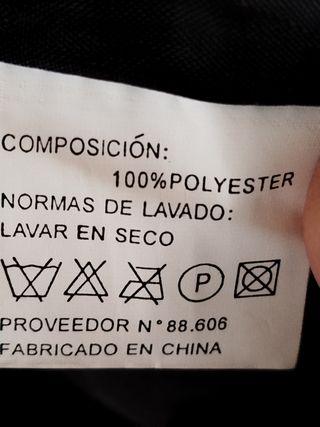 COMPOSICIÓN:
100%POLYESTER
NORMAS DE LAVADO:
LAVAR EN SECO
P
PROVEEDOR N°88.606
FABRICADO EN CHINA